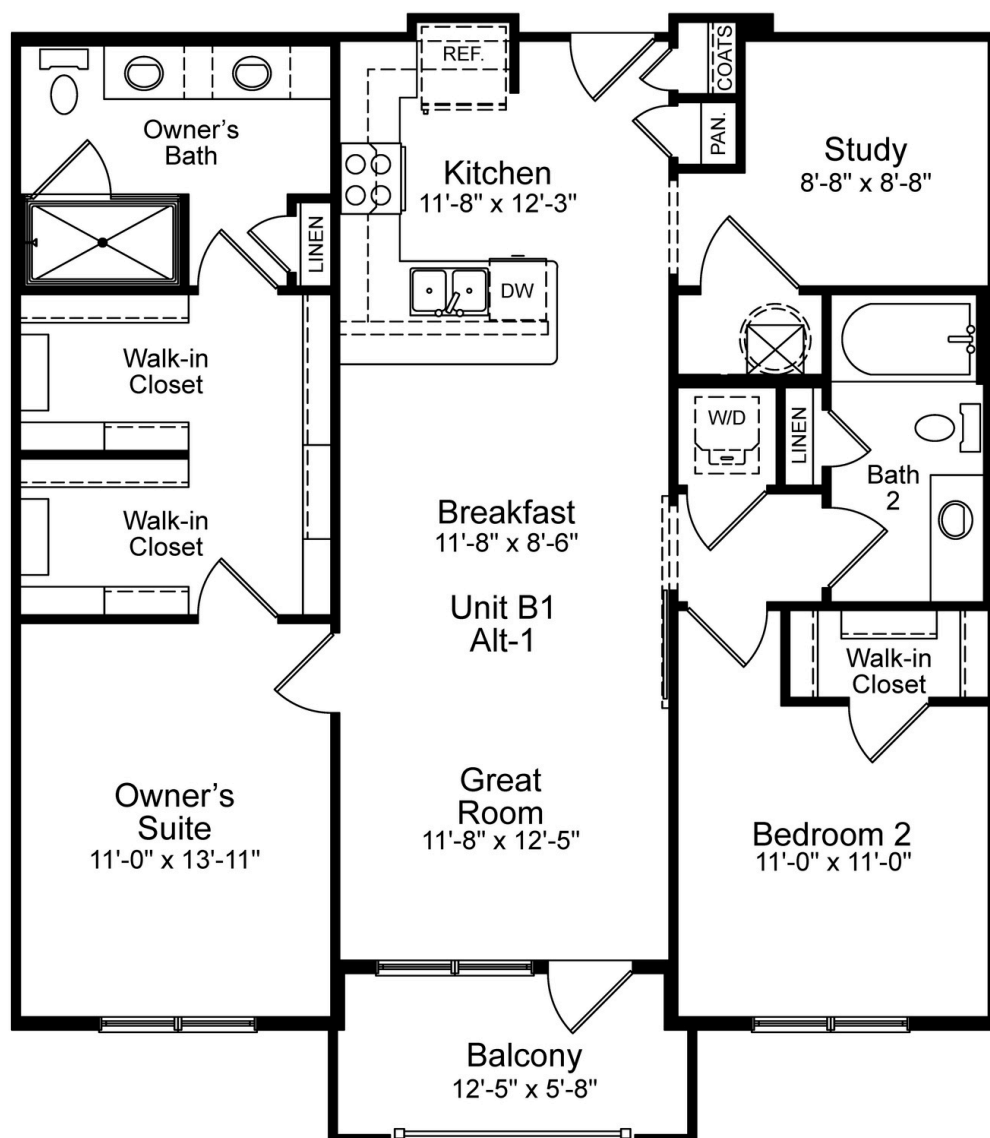 REF.
COATS
PAN.
Owner’s
Bath
Kitchen
11'-8" x 12'-3"
Study
8'-8" x 8'-8"
LINEN
DW
Walk-in
Closet
W/D
LINEN
Bath
2
Walk-in
Closet
Breakfast
11'-8" x 8'-6"
Unit B1
Alt-1
Walk-in
Closet
Owner’s
Suite
11'-0" x 13'-11"
Great
Room
11'-8" x 12'-5"
Bedroom 2
11'-0" x 11'-0"
Balcony
12'-5" x 5'-8"